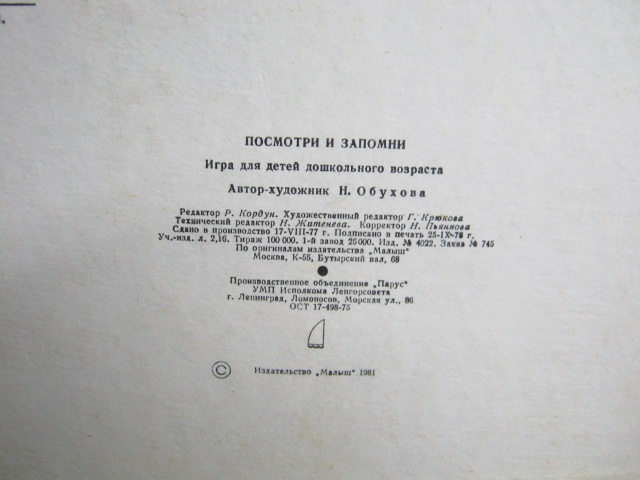 ПОСМОТРИ И ЗАПОМНИ
Игра для детей дошкольного возраста
Автор-художник Н. Обухова
Редактор Р. Кордун. Художественный редактор Г. Крюкова
Технический редактор Н. Житенева. Корректор Н. Пьянкова
Сдано в производство 17-VIII-77 г. Подписано в печать 25-IX-78 г.
Уч.-изд. л. 2,16. Тираж 100 000. 1-й завод 25000. Изд. № 4022. Заказ № 745
По оригиналам издательства „Малыш"
Москва, К-55, Бутырский вал, 68
Производственное объединение „Парус"
УМП Исполкома Ленгорсовета
г. Ленинград, Ломоносов, Морская ул., 86
ОСТ 17-498-75
© Издательство „Малыш" 1981